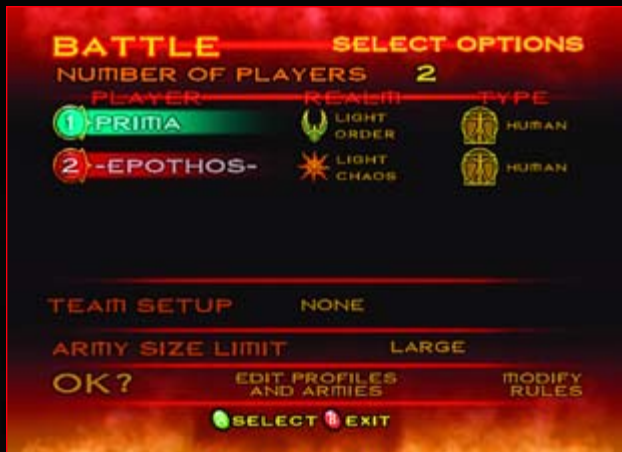 BATTLE SELECT OPTIONS
NUMBER OF PLAYERS 2
PLAYER REALM TYPE
1 PRIMA LIGHT ORDER HUMAN
2 -EPOTHOS- LIGHT CHAOS HUMAN
TEAM SETUP NONE
ARMY SIZE LIMIT LARGE
OK? EDIT PROFILES AND ARMIES MODIFY RULES
A SELECT B EXIT